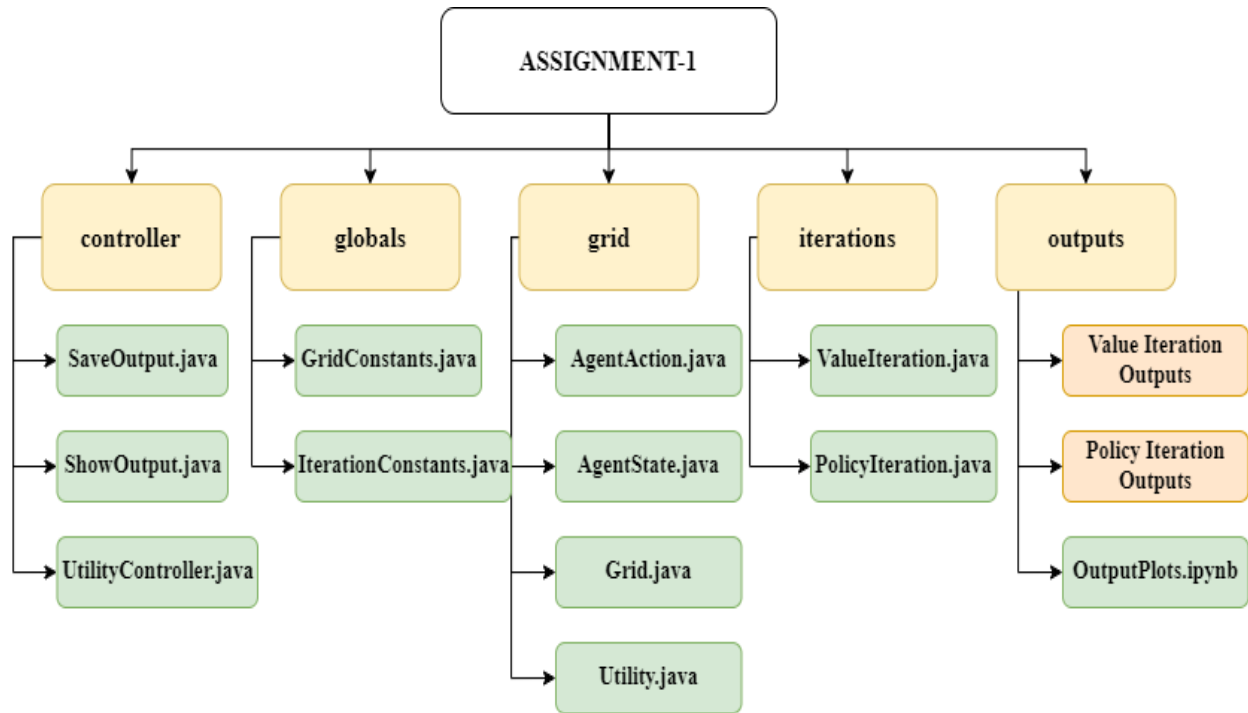 ASSIGNMENT-1
controller
globals
grid
iterations
outputs
SaveOutput.java
GridConstants.java
AgentAction.java
ValueIteration.java
Value Iteration
Outputs
ShowOutput.java
IterationConstants.java
AgentState.java
PolicyIteration.java
Policy Iteration
Outputs
UtilityController.java
Grid.java
OutputPlots.ipynb
Utility.java